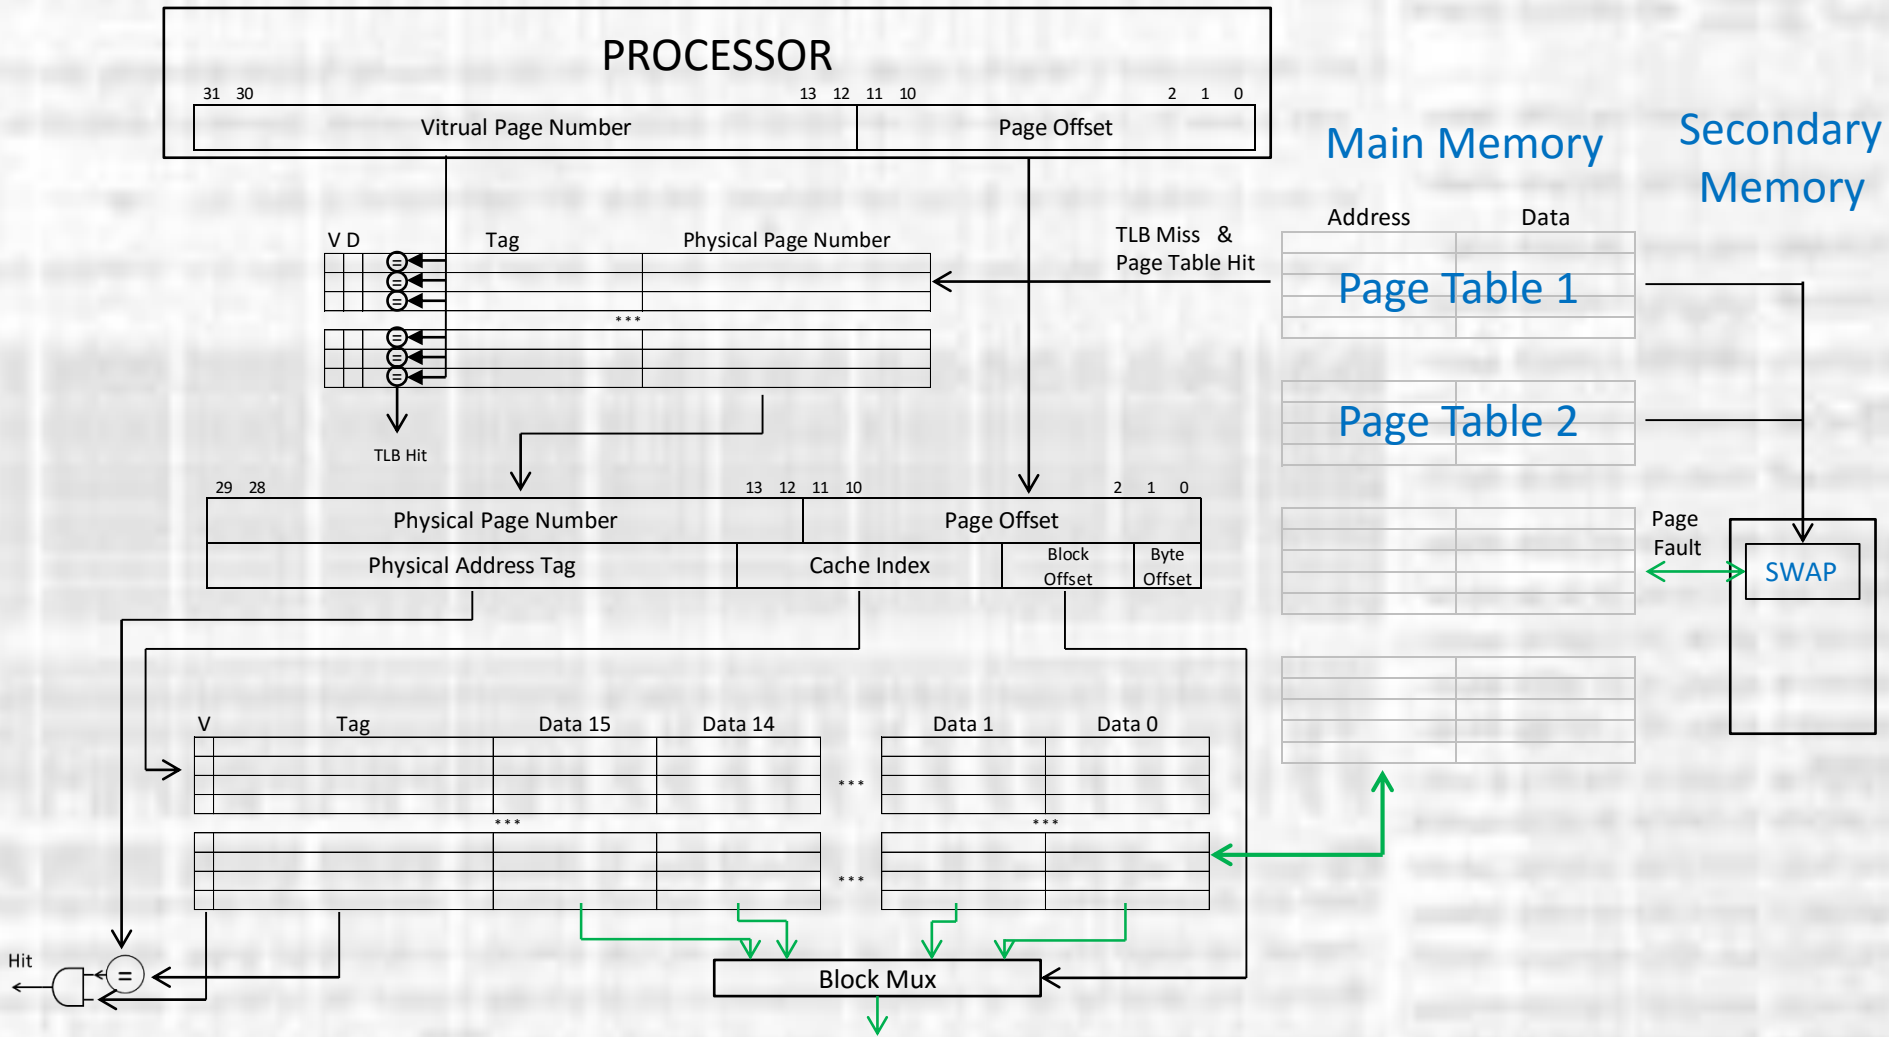 PROCESSOR
31 30 13 12 11 10 2 1 0
Vitrual Page Number Page Offset
Main Memory
Secondary
Memory
Address Data
V D Tag Physical Page Number
= = =
***
= = =
TLB Hit
TLB Miss &
Page Table Hit
Page Table 1
Page Table 2
Page
Fault
SWAP
29 28 13 12 11 10 2 1 0
Physical Page Number Page Offset
Physical Address Tag Cache Index Block
Offset Byte
Offset
V Tag Data 15 Data 14 Data 1 Data 0
***
*** ***
***
Hit
=
Block Mux